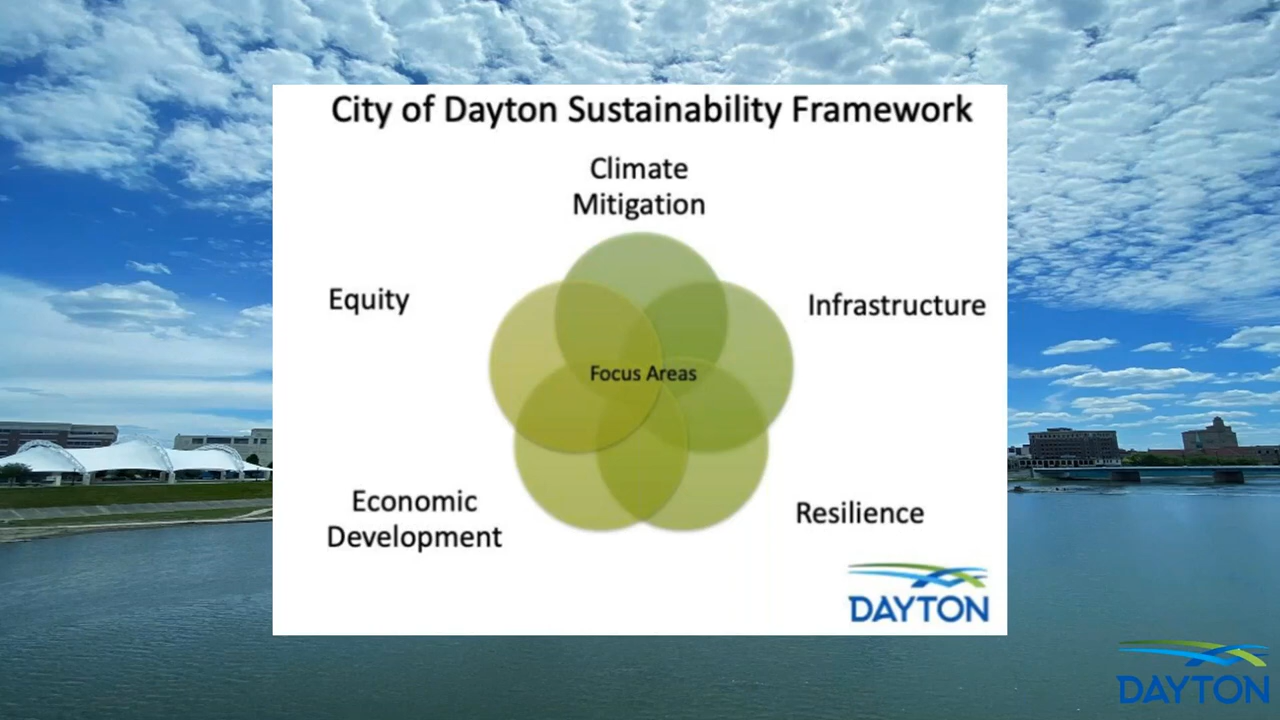 City of Dayton Sustainability Framework
Climate
Mitigation
Equity
Infrastructure
Focus Areas
Economic
Development
Resilience
DAYTON
DAYTON